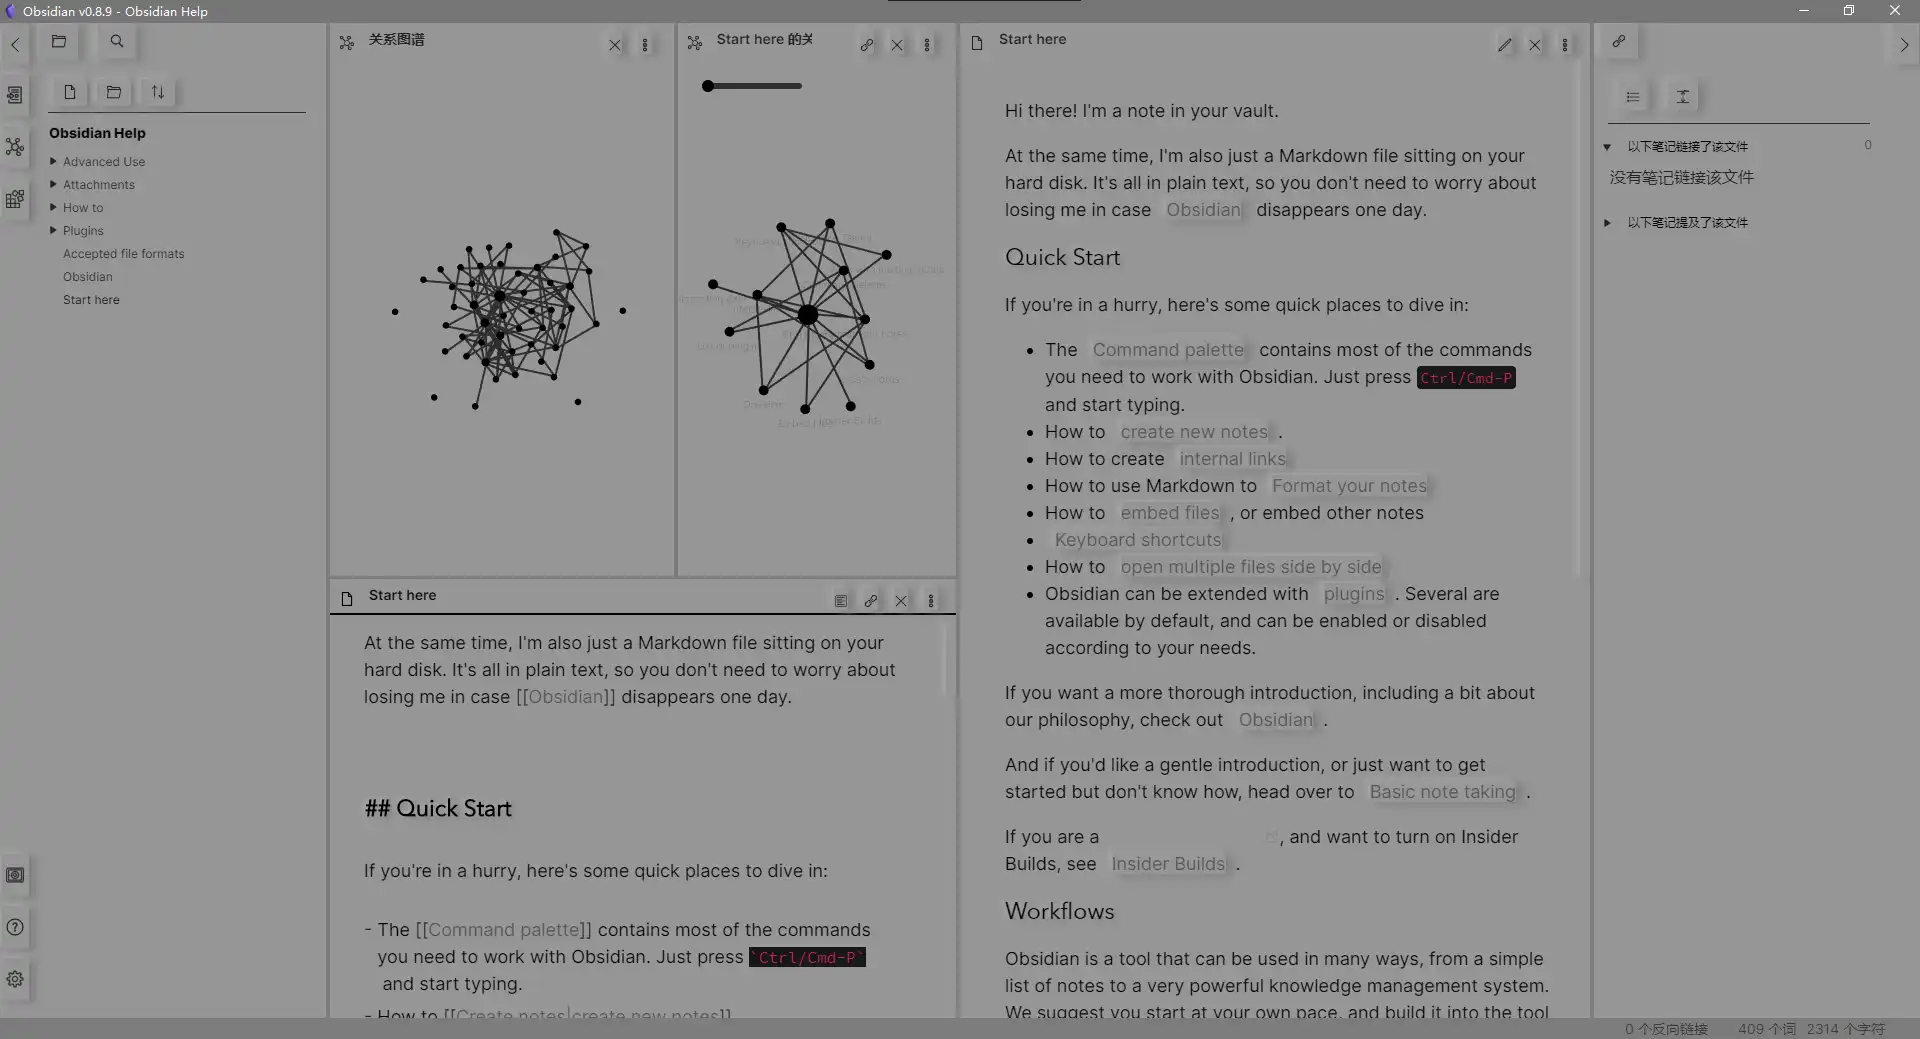 Obsidian v0.8.9 - Obsidian Help
Obsidian Help
Advanced Use
Attachments
How to
Plugins
Accepted file formats
Obsidian
Start here
关系图谱
Start here 的关
Start here
At the same time, I'm also just a Markdown file sitting on your
hard disk. It's all in plain text, so you don't need to worry about
losing me in case [[Obsidian]] disappears one day.
## Quick Start
If you're in a hurry, here's some quick places to dive in:
- The [[Command palette]] contains most of the commands
you need to work with Obsidian. Just press `Ctrl/Cmd-P`
and start typing.
- How to [[Create notes|create new notes]]
Start here
Hi there! I'm a note in your vault.
At the same time, I'm also just a Markdown file sitting on your
hard disk. It's all in plain text, so you don't need to worry about
losing me in case Obsidian disappears one day.
Quick Start
If you're in a hurry, here's some quick places to dive in:
• The Command palette contains most of the commands
you need to work with Obsidian. Just press Ctrl/Cmd-P
and start typing.
• How to create new notes .
• How to create internal links
• How to use Markdown to Format your notes
• How to embed files , or embed other notes
• Keyboard shortcuts
• How to open multiple files side by side
• Obsidian can be extended with plugins . Several are
available by default, and can be enabled or disabled
according to your needs.
If you want a more thorough introduction, including a bit about
our philosophy, check out Obsidian .
And if you'd like a gentle introduction, or just want to get
started but don't know how, head over to Basic note taking .
If you are a , and want to turn on Insider
Builds, see Insider Builds .
Workflows
Obsidian is a tool that can be used in many ways, from a simple
list of notes to a very powerful knowledge management system.
We suggest you start at your own pace, and build it into the tool
以下笔记链接了该文件 0
没有笔记链接该文件
以下笔记提及了该文件
0 个反向链接 409 个词 2314 个字符